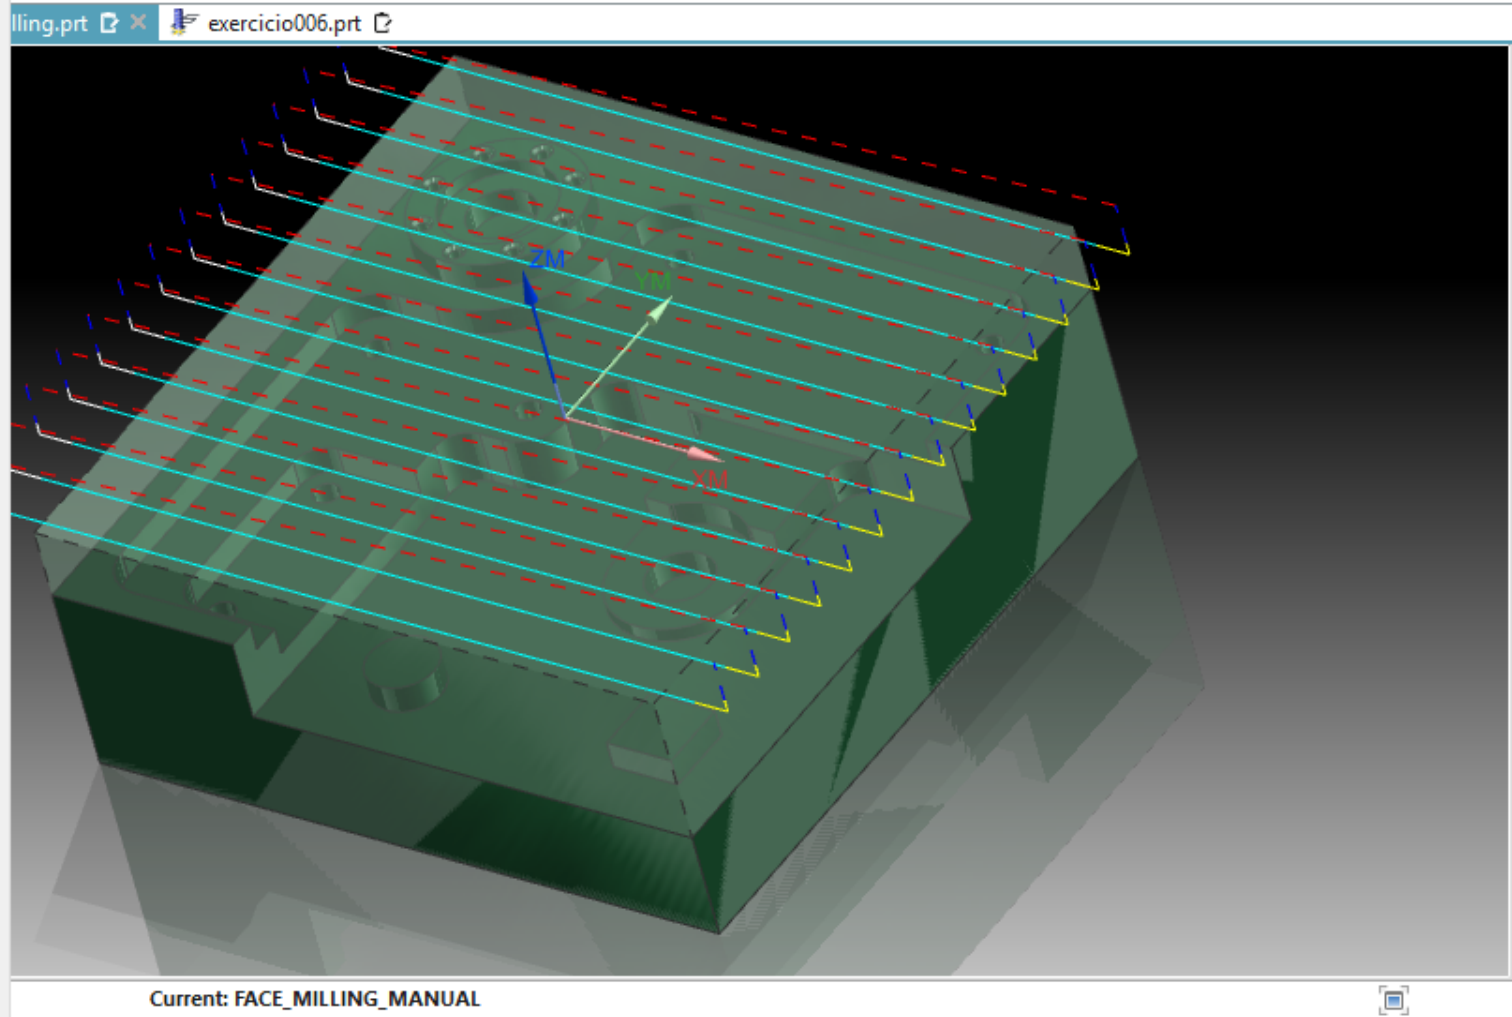 lling.prt
exercicio006.prt
ZM
YM
XM
Current: FACE_MILLING_MANUAL